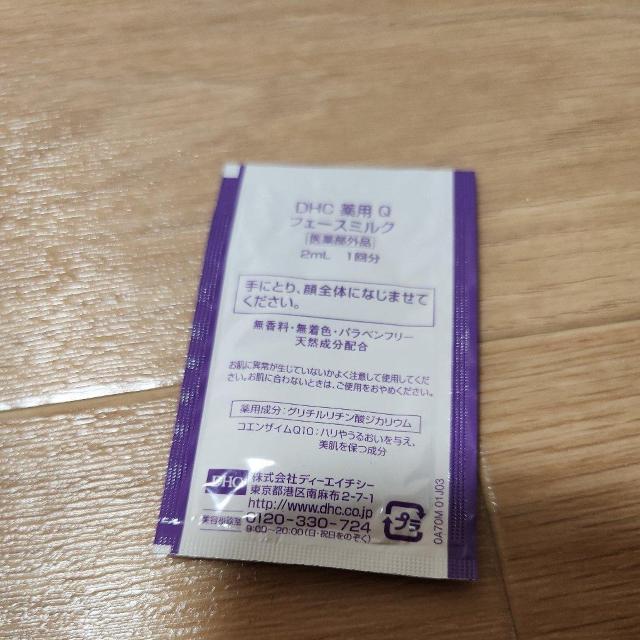 DHC 薬用 Q
フェースミルク
[医薬部外品]
2mL 1回分
手にとり、顔全体になじませて
ください。
無香料・無着色・パラベンフリー
天然成分配合
お肌に異常が生じていないかよく注意して使用してくだ
さい。お肌に合わないときは、ご使用をおやめください。
薬用成分:グリチルリチン酸ジカリウム
コエンザイムQ10:ハリやうるおいを与え、
美肌を保つ成分
DHC
株式会社ディーエイチシー
東京都港区南麻布2-7-1
http://www.dhc.co.jp
美容相談室 0120-330-724
9:00~20:00(日・祝日をのぞく)
プラ
0A70M 01J03